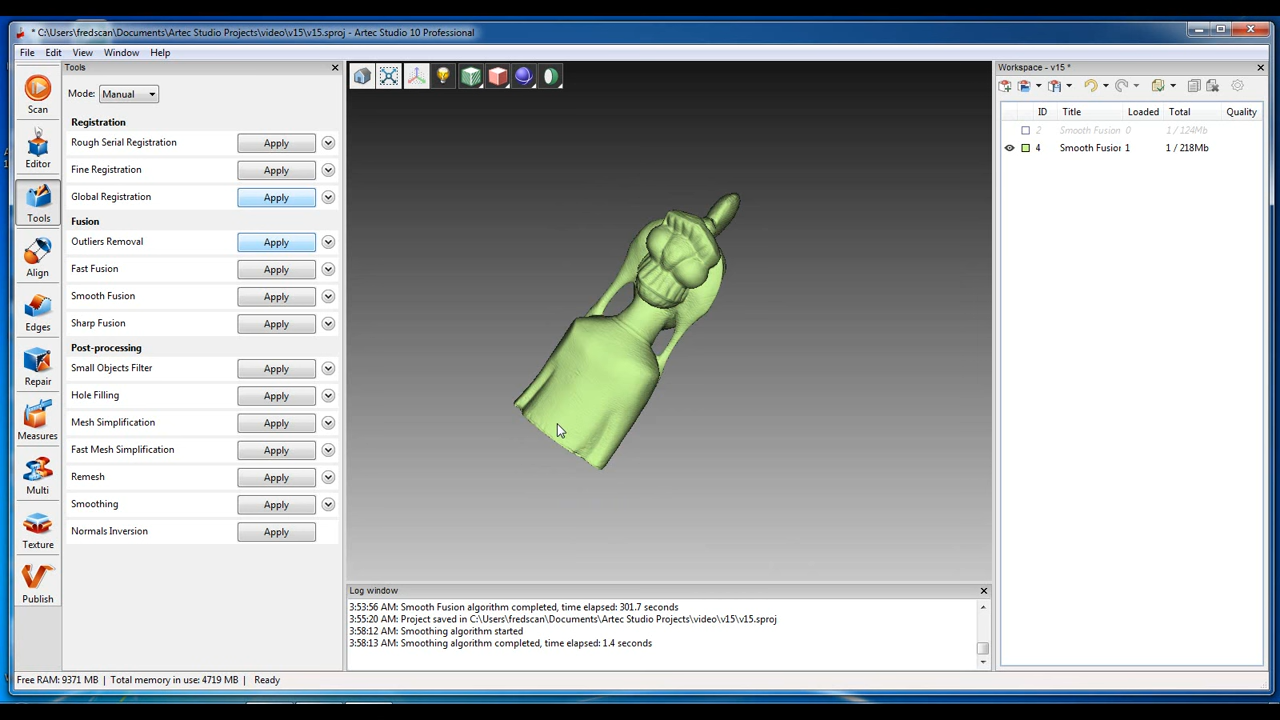 * C:\Users\fredscan\Documents\Artec Studio Projects\video\v15\v15.sproj - Artec Studio 10 Professional
File Edit View Window Help
Tools
Workspace - v15 *
Scan
Editor
Tools
Align
Edges
Repair
Measures
Multi
Texture
Publish
Mode: Manual
Registration
Rough Serial Registration Apply
Fine Registration Apply
Global Registration Apply
Fusion
Outliers Removal Apply
Fast Fusion Apply
Smooth Fusion Apply
Sharp Fusion Apply
Post-processing
Small Objects Filter Apply
Hole Filling Apply
Mesh Simplification Apply
Fast Mesh Simplification Apply
Remesh Apply
Smoothing Apply
Normals Inversion Apply
ID Title Loaded Total Quality
2 Smooth Fusion 0 1 / 124Mb
4 Smooth Fusion 1 1 / 218Mb
Log window
3:53:56 AM: Smooth Fusion algorithm completed, time elapsed: 301.7 seconds
3:55:20 AM: Project saved in C:\Users\fredscan\Documents\Artec Studio Projects\video\v15\v15.sproj
3:58:12 AM: Smoothing algorithm started
3:58:13 AM: Smoothing algorithm completed, time elapsed: 1.4 seconds
Free RAM: 9371 MB | Total memory in use: 4719 MB | Ready